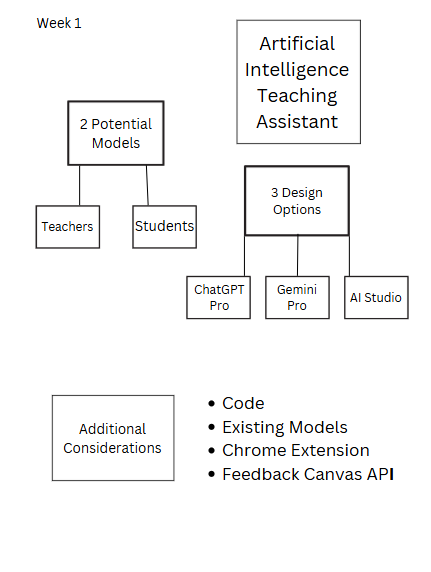 Week 1
Artificial
Intelligence
Teaching
Assistant
2 Potential
Models
Teachers
Students
3 Design
Options
ChatGPT
Pro
Gemini
Pro
AI Studio
Additional
Considerations
• Code
• Existing Models
• Chrome Extension
• Feedback Canvas API